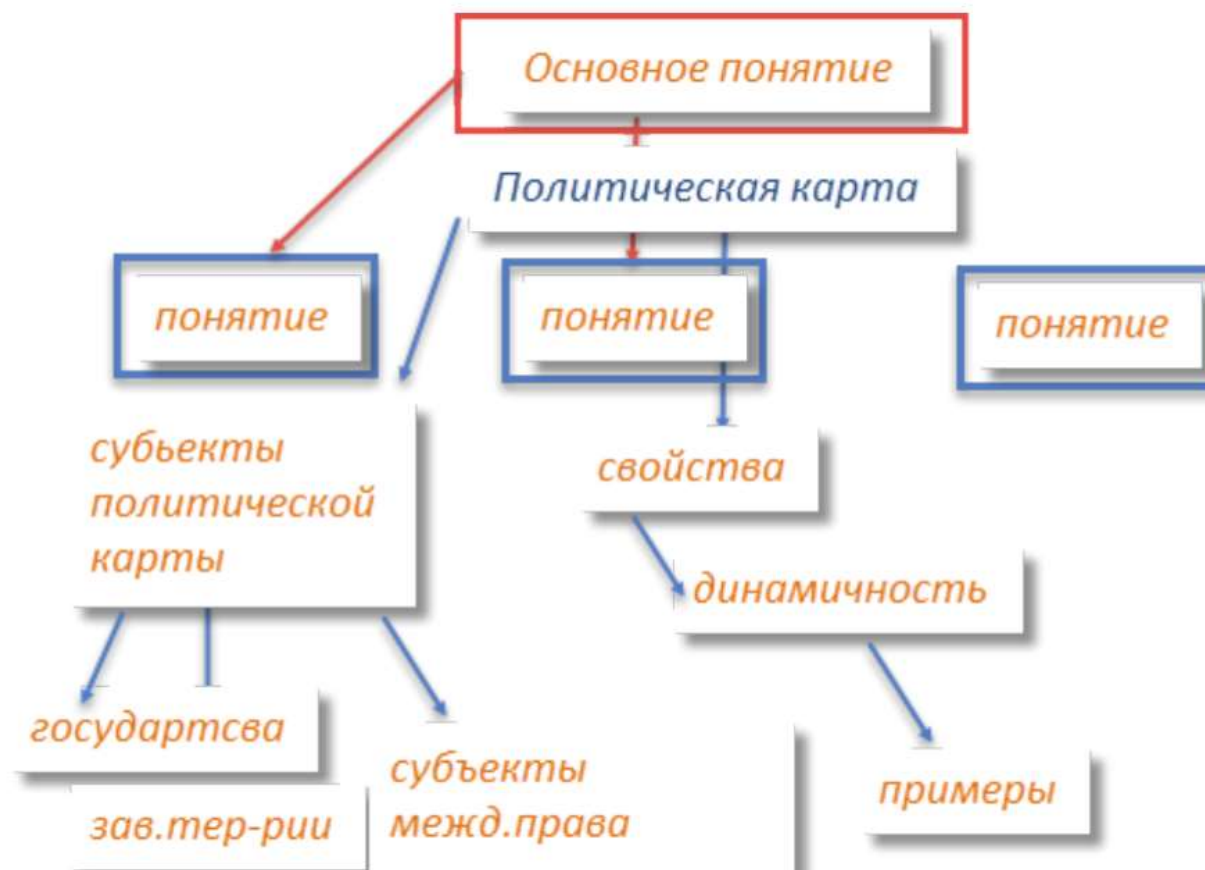 Основное понятие
Политическая карта
понятие
понятие
понятие
субьекты
политической
карты
свойства
динамичность
государтсва
зав.тер-рии
субъекты
межд.права
примеры